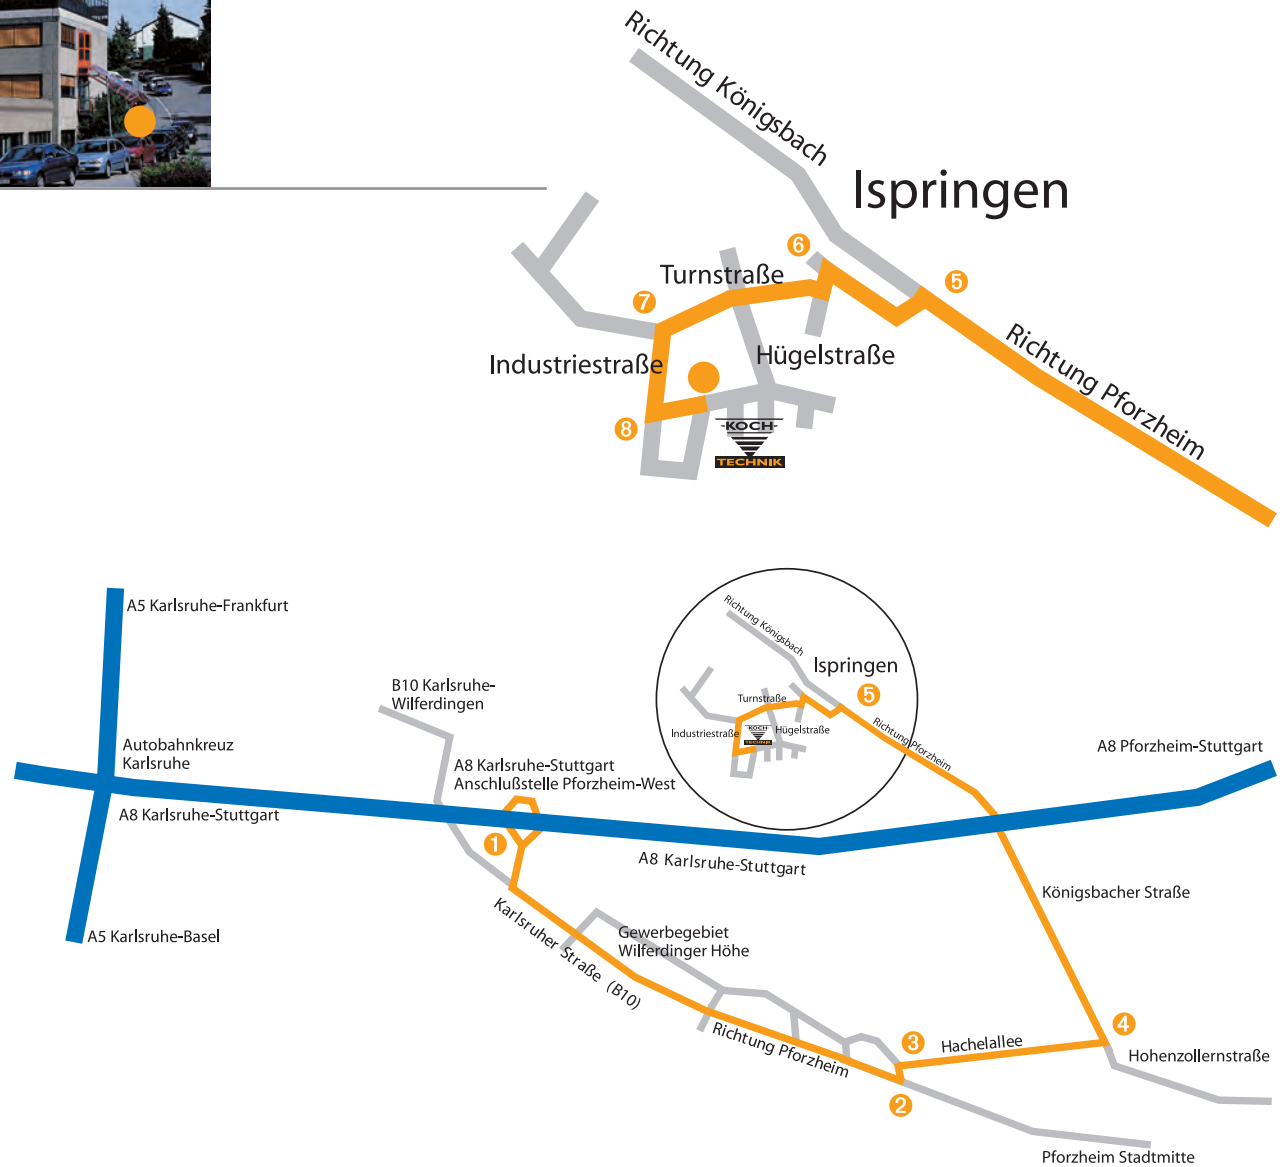 Richtung Königsbach
Ispringen
6
5
Turnstraße
7
Richtung Pforzheim
Hügelstraße
Industriestraße
8
KOCH
TECHNIK
A5 Karlsruhe-Frankfurt
Richtung Königsbach
Ispringen
5
B10 Karlsruhe-
Wilferdingen
Turnstraße
Richtung Pforzheim
Industriestraße
KOCH
TECHNIK
Hügelstraße
Autobahnkreuz
Karlsruhe
A8 Pforzheim-Stuttgart
A8 Karlsruhe-Stuttgart
Anschlußstelle Pforzheim-West
A8 Karlsruhe-Stuttgart
1
A8 Karlsruhe-Stuttgart
Königsbacher Straße
A5 Karlsruhe-Basel
Karlsruher Straße (B10)
Gewerbegebiet
Wilferdinger Höhe
Richtung Pforzheim
3
Hachelallee
4
Hohenzollernstraße
2
Pforzheim Stadtmitte